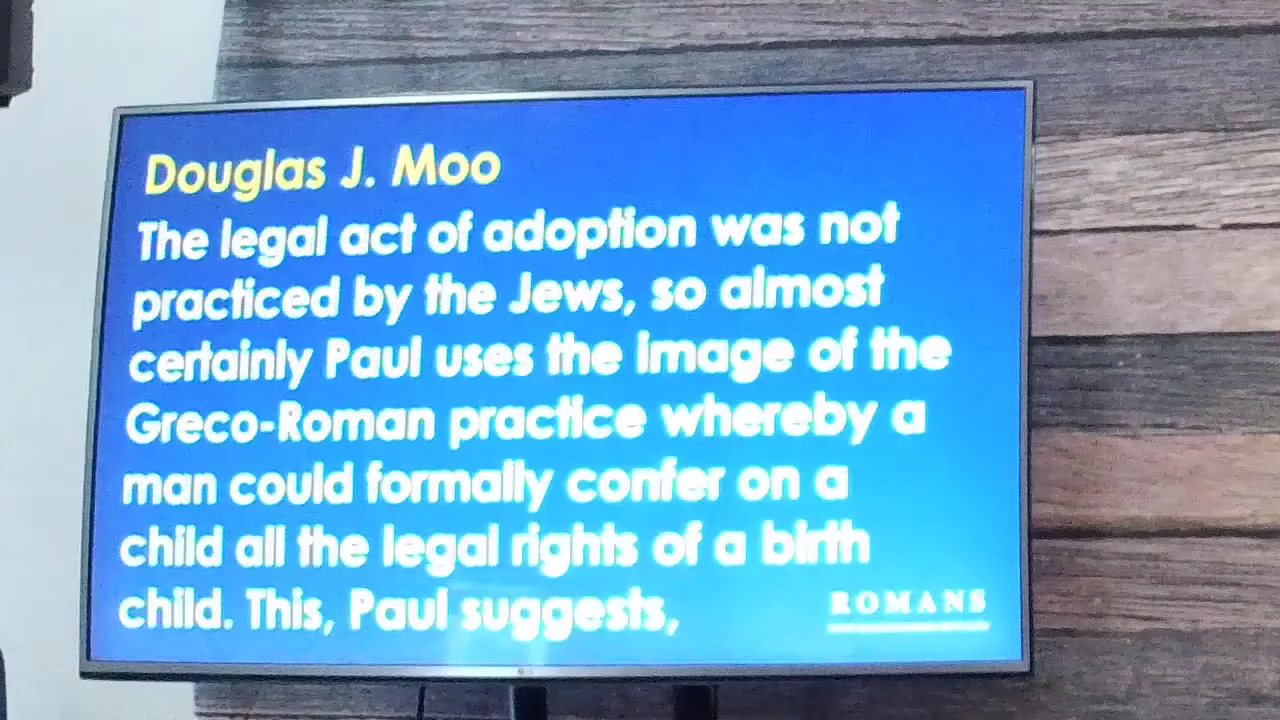 Douglas J. Moo
The legal act of adoption was not
practiced by the Jews, so almost
certainly Paul uses the image of the
Greco-Roman practice whereby a
man could formally confer on a
child all the legal rights of a birth
child. This, Paul suggests,
ROMANS